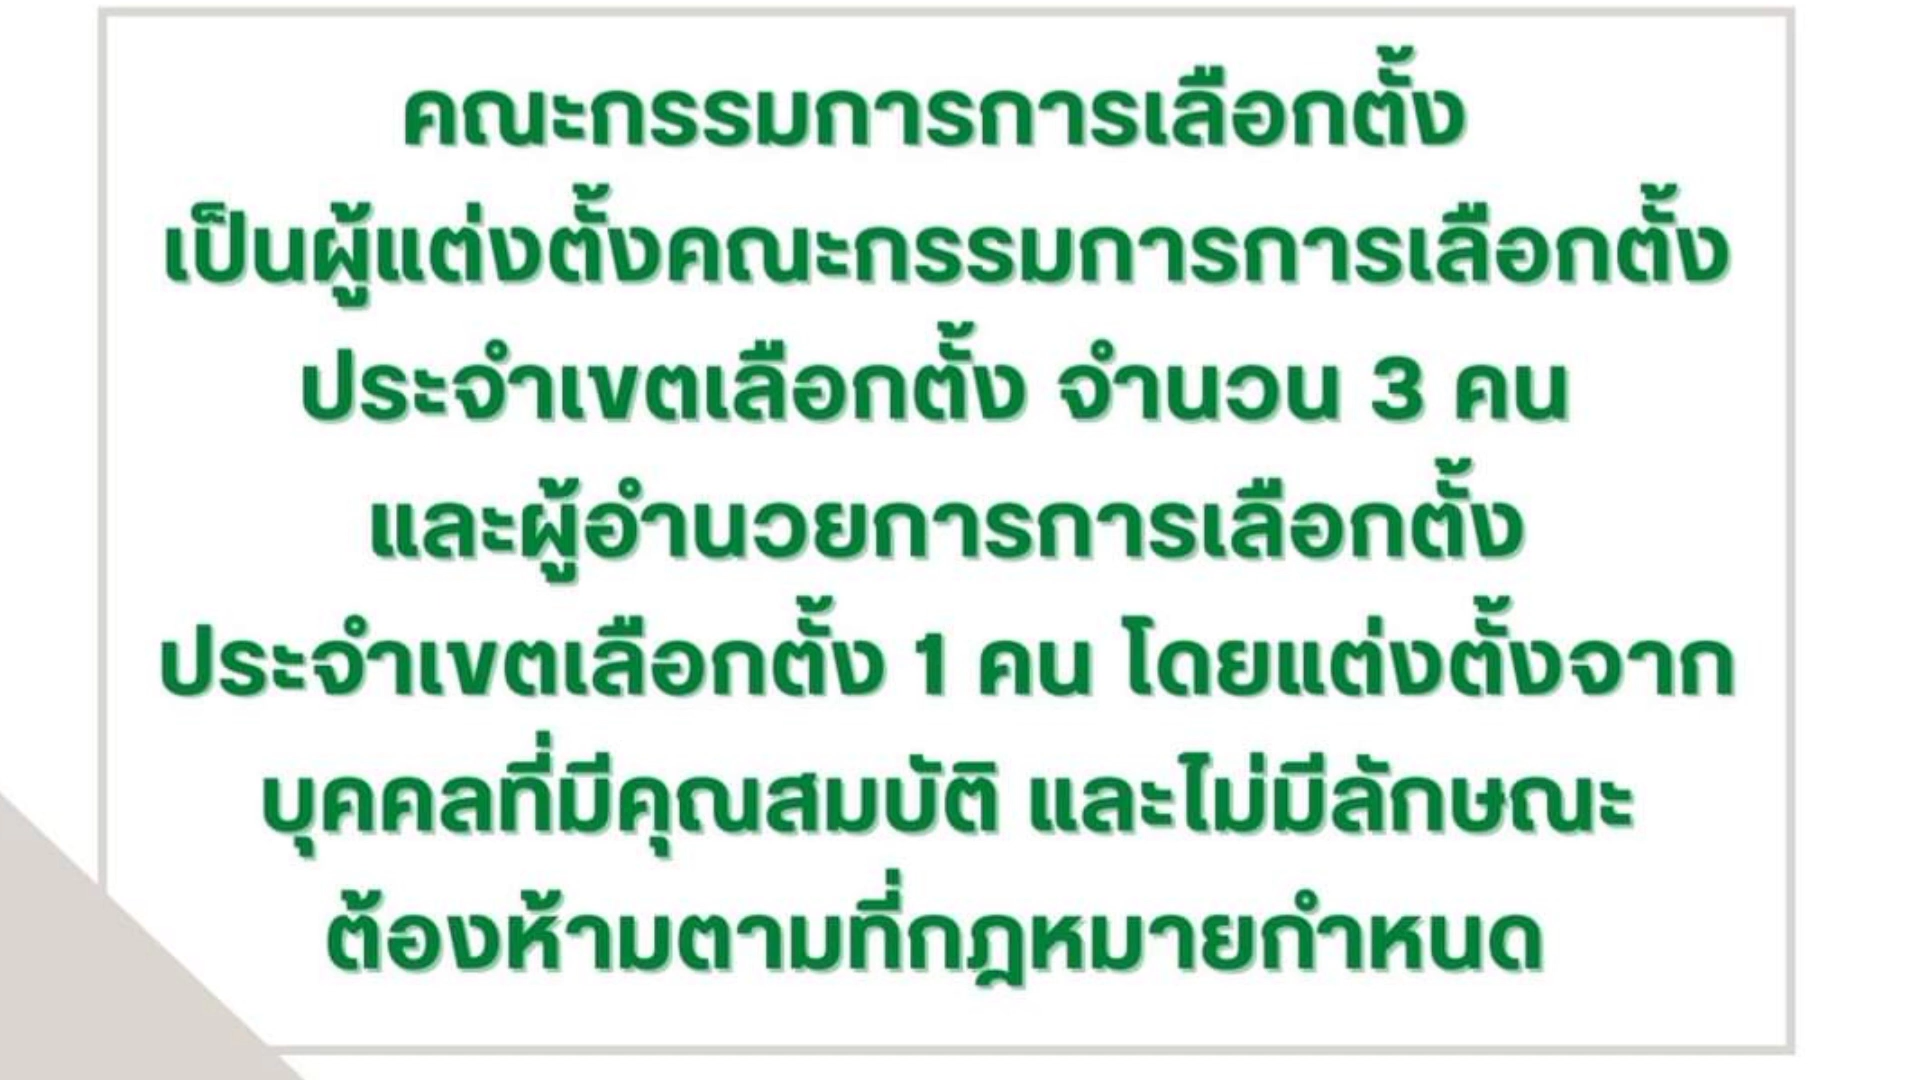 คณะกรรมการการเลือกตั้ง
เป็นผู้แต่งตั้งคณะกรรมการการเลือกตั้ง
ประจำเขตเลือกตั้ง จำนวน 3 คน
และผู้อำนวยการการเลือกตั้ง
ประจำเขตเลือกตั้ง 1 คน โดยแต่งตั้งจาก
บุคคลที่มีคุณสมบัติ และไม่มีลักษณะ
ต้องห้ามตามที่กฎหมายกำหนด